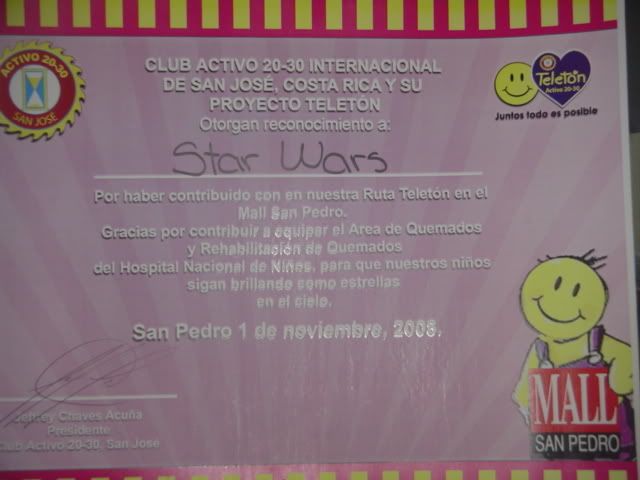 ACTIVO 20-30
SAN JOSÉ
CLUB ACTIVO 20-30 INTERNACIONAL
DE SAN JOSÉ, COSTA RICA Y SU
PROYECTO TELETÓN
Otorgan reconocimiento a:
Teletón
Activo 20-30
Juntos todo es posible
Star Wars
Por haber contribuido con en nuestra Ruta Teletón en el
Mall San Pedro.
Gracias por contribuir a equipar el Area de Quemados
y Rehabilitación de Quemados
del Hospital Nacional de Niños, para que nuestros niños
sigan brillando como estrellas
en el cielo.
San Pedro 1 de noviembre, 2008.
Jeffrey Chaves Acuña
Presidente
Club Activo 20-30, San José
MALL
SAN PEDRO